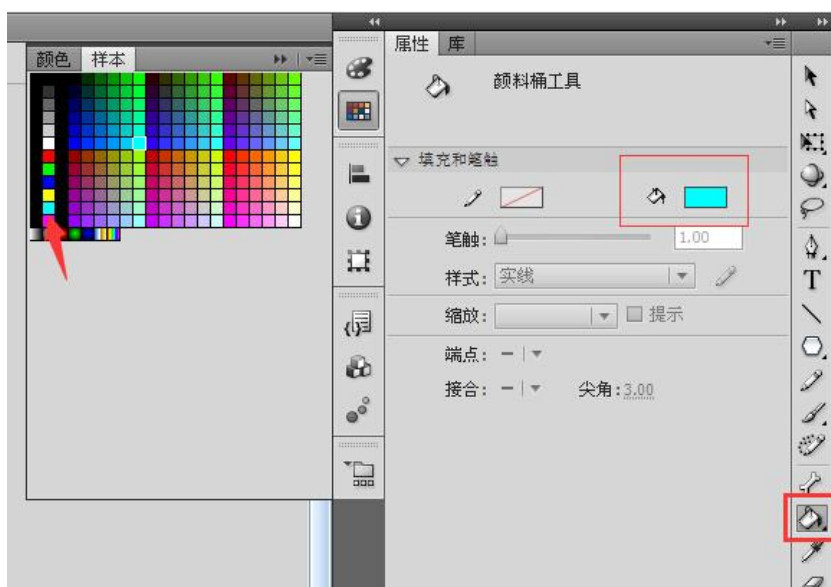 属性 库
颜色 样本
颜料桶工具
填充和笔触
笔触: 1.00
样式: 实线
缩放: 提示
端点:
接合: 尖角:3.00
T